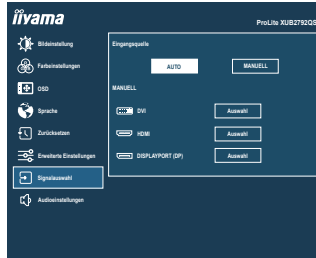 iiyama
ProLite XUB2792QS
Bildeinstellung
Farbeinstellungen
OSD
Sprache
Zurücksetzen
Erweiterte Einstellungen
Signalauswahl
Audioeinstellungen
Eingangsquelle
AUTO MANUELL
MANUELL
DVI Auswahl
HDMI Auswahl
DISPLAYPORT (DP) Auswahl